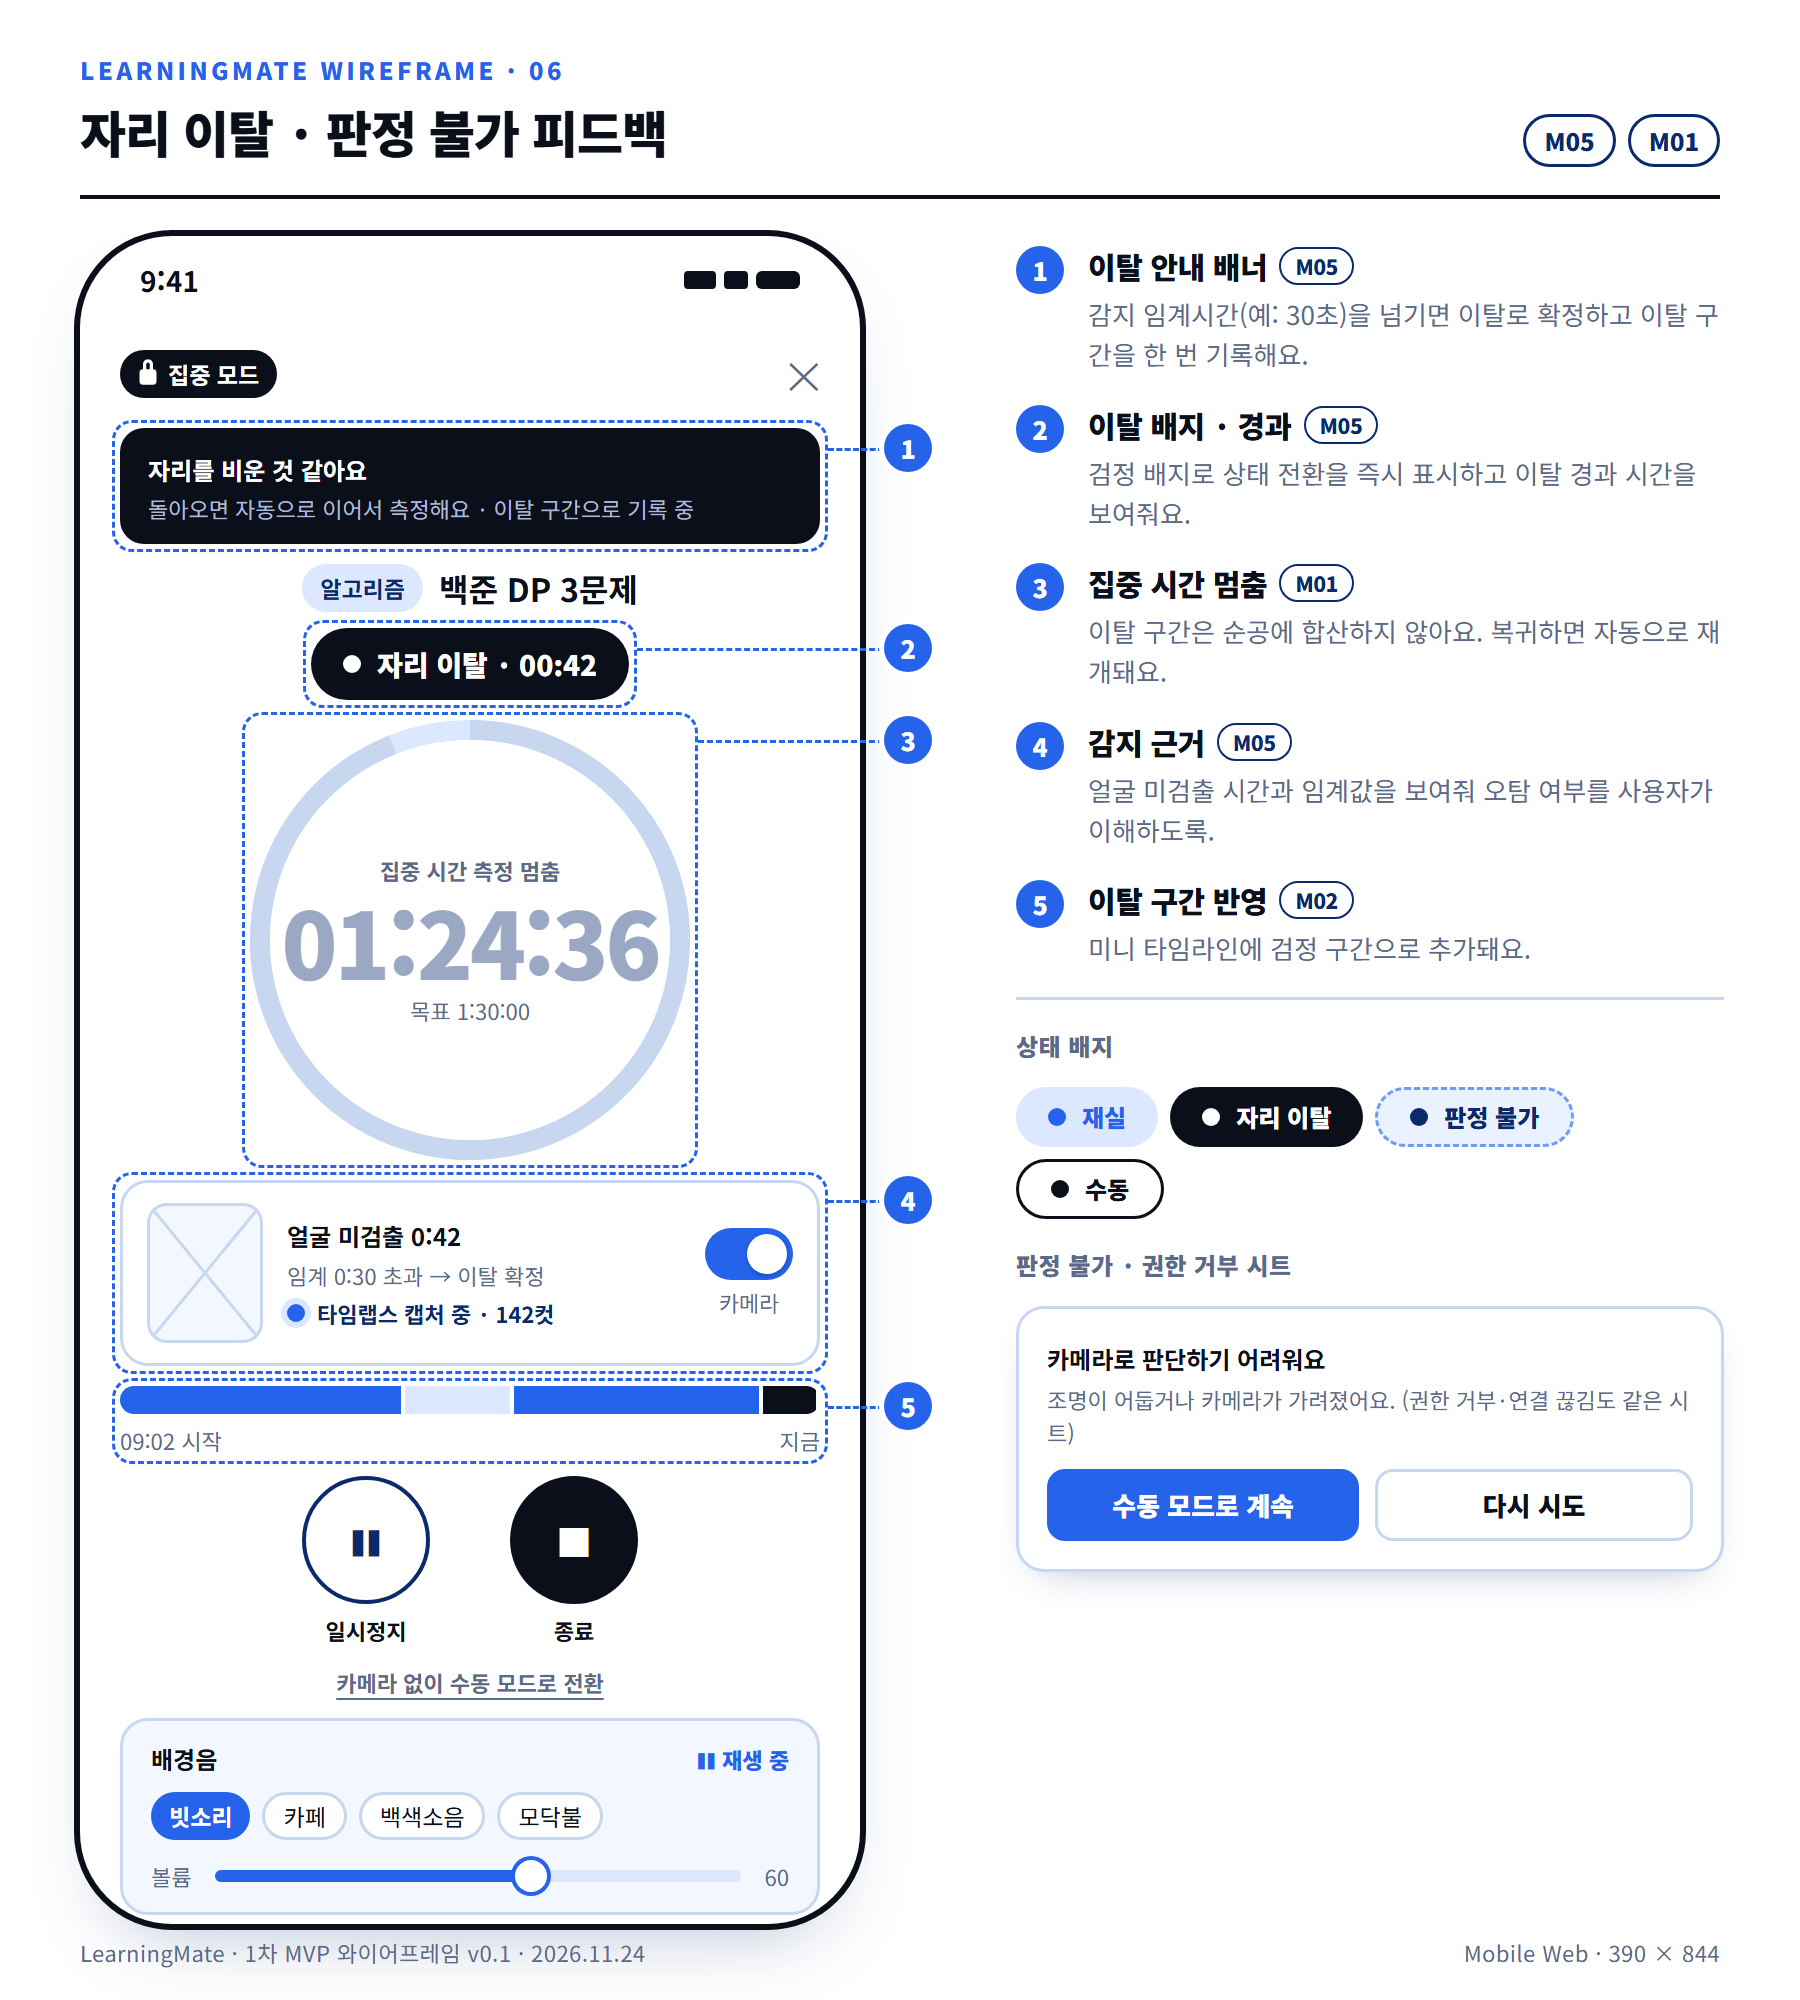 LEARNINGMATE WIREFRAME · 06
자리 이탈 · 판정 불가 피드백
M05
M01
9:41
집중 모드
자리를 비운 것 같아요
돌아오면 자동으로 이어서 측정해요 · 이탈 구간으로 기록 중
1
알고리즘
백준 DP 3문제
자리 이탈 · 00:42
2
3
집중 시간 측정 멈춤
01:24:36
목표 1:30:00
얼굴 미검출 0:42
임계 0:30 초과 → 이탈 확정
타임랩스 캡처 중 · 142컷
카메라
4
5
09:02 시작
지금
일시정지
종료
카메라 없이 수동 모드로 전환
배경음
재생 중
빗소리
카페
백색소음
모닥불
볼륨
60
1
이탈 안내 배너
M05
감지 임계시간(예: 30초)을 넘기면 이탈로 확정하고 이탈 구
간을 한 번 기록해요.
2
이탈 배지 · 경과
M05
검정 배지로 상태 전환을 즉시 표시하고 이탈 경과 시간을
보여줘요.
3
집중 시간 멈춤
M01
이탈 구간은 순공에 합산하지 않아요. 복귀하면 자동으로 재
개돼요.
4
감지 근거
M05
얼굴 미검출 시간과 임계값을 보여줘 오탐 여부를 사용자가
이해하도록.
5
이탈 구간 반영
M02
미니 타임라인에 검정 구간으로 추가돼요.
상태 배지
재실
자리 이탈
판정 불가
수동
판정 불가 · 권한 거부 시트
카메라로 판단하기 어려워요
조명이 어둡거나 카메라가 가려졌어요. (권한 거부·연결 끊김도 같은 시
트)
수동 모드로 계속
다시 시도
LearningMate · 1차 MVP 와이어프레임 v0.1 · 2026.11.24
Mobile Web · 390 × 844